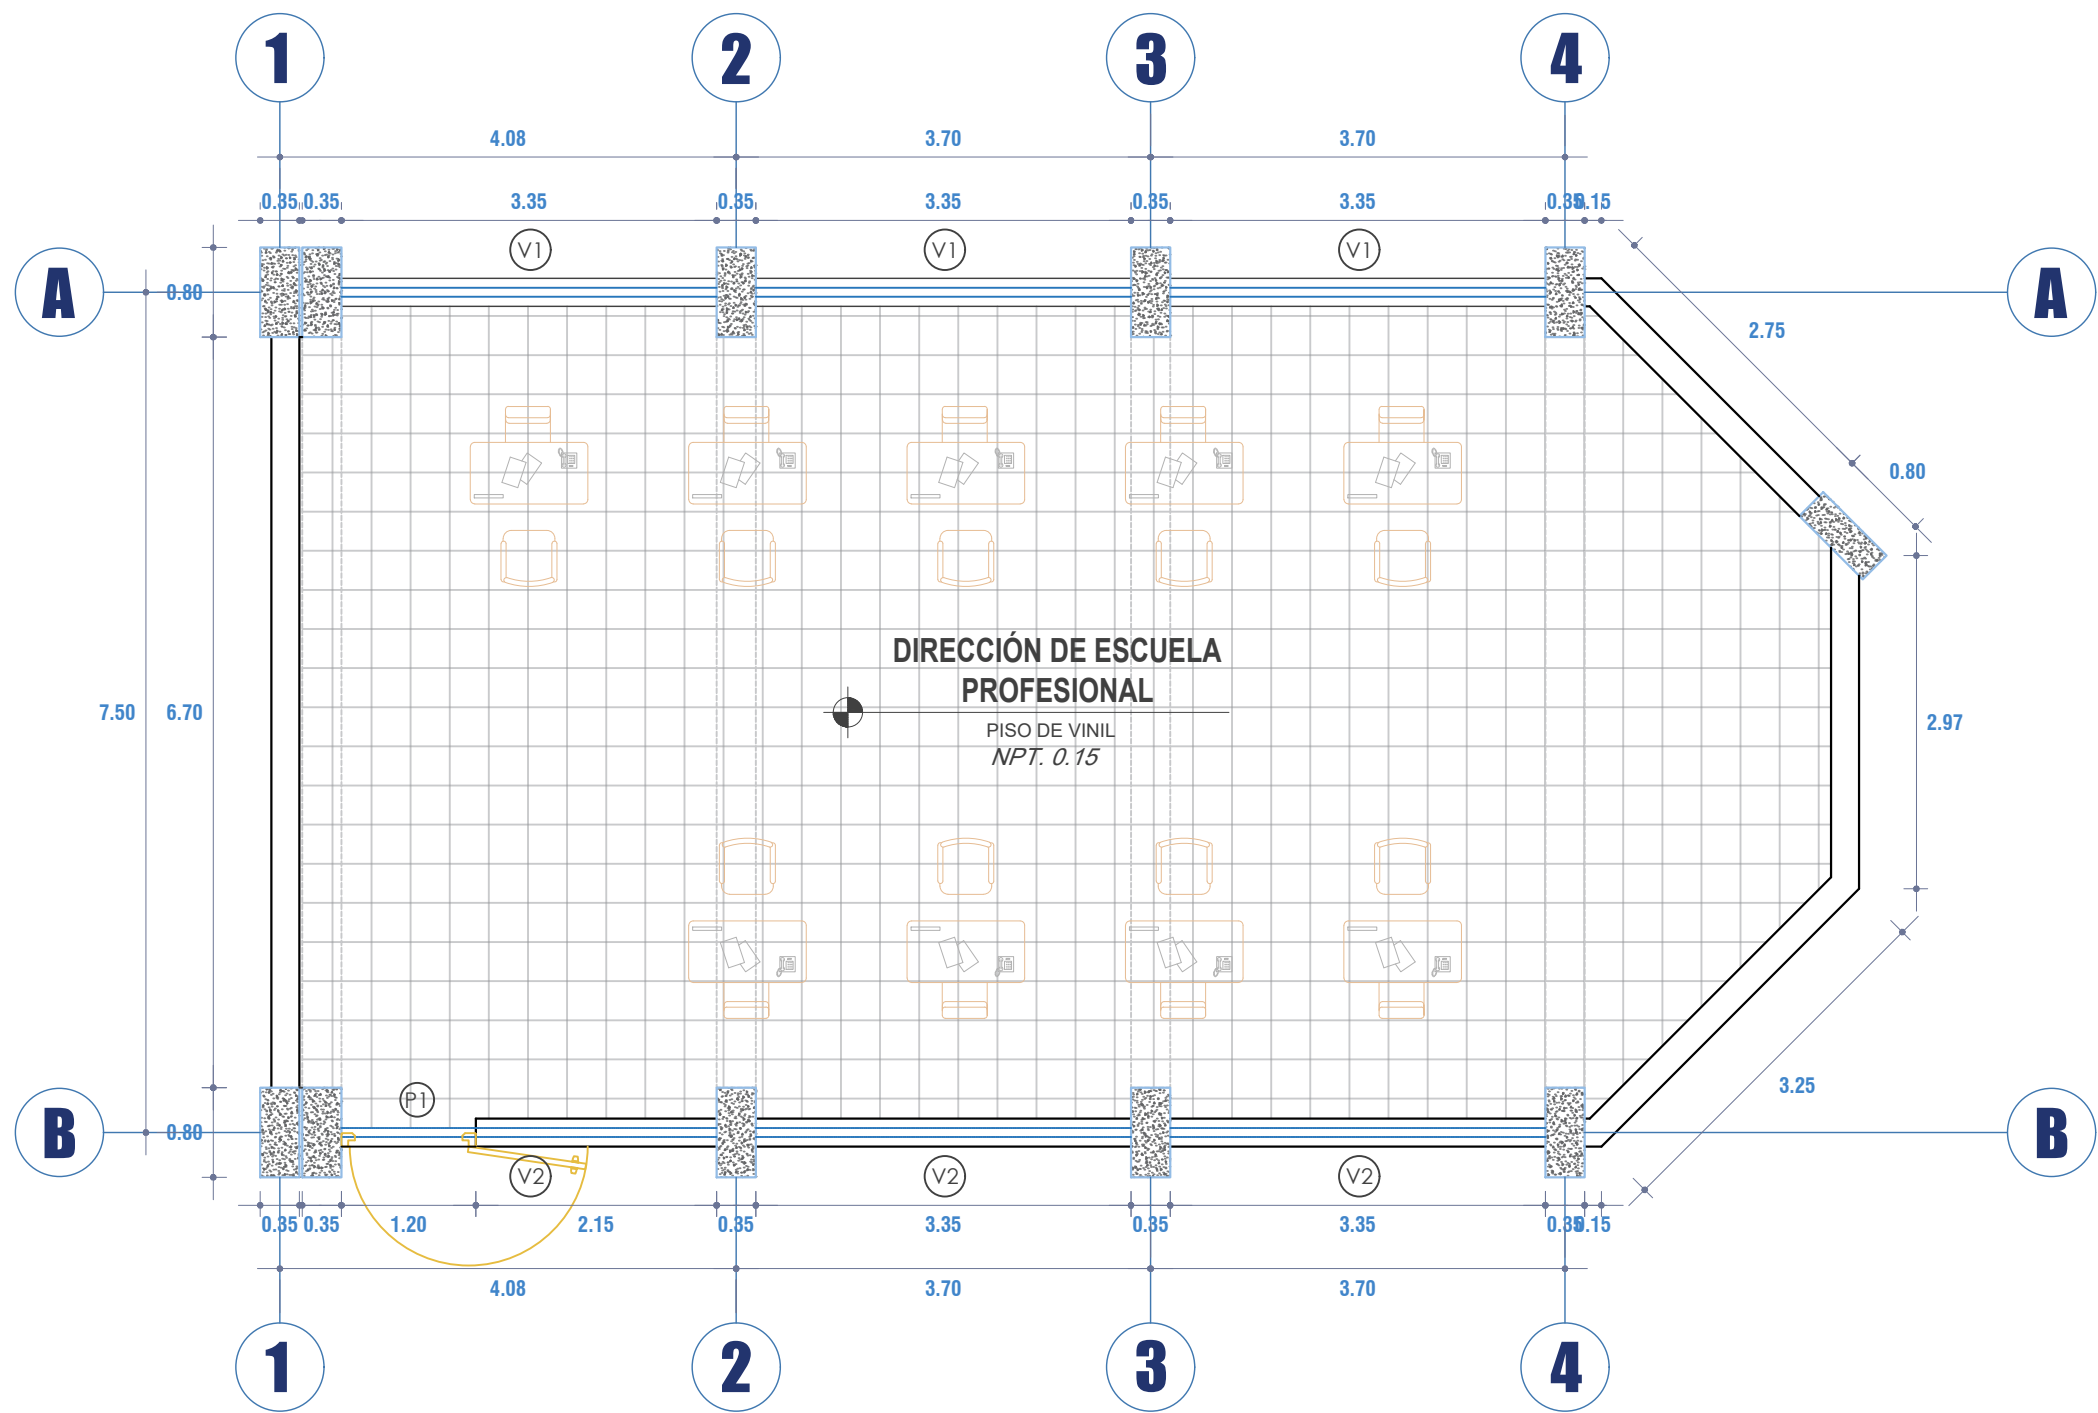 1 2 3 4
4.08 3.70 3.70
0.35 0.35 3.35 0.35 3.35 0.35 3.35 0.35 0.15
V1 V1 V1
A 0.80 A
2.75
0.80
DIRECCIÓN DE ESCUELA
PROFESIONAL
7.50 6.70 2.97
PISO DE VINIL
NPT. 0.15
3.25
P1
B 0.80 B
V2 V2 V2
0.35 0.35 1.20 2.15 0.35 3.35 0.35 3.35 0.35 0.15
4.08 3.70 3.70
1 2 3 4